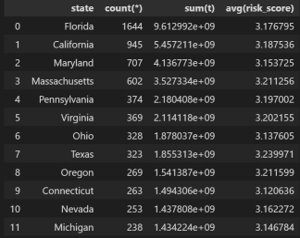 state count(*) sum(t) avg(risk_score)
0 Florida 1644 9.612992e+09 3.176795
1 California 945 5.457211e+09 3.187536
2 Maryland 707 4.136773e+09 3.153725
3 Massachusetts 602 3.527334e+09 3.211256
4 Pennsylvania 374 2.180408e+09 3.197002
5 Virginia 369 2.114118e+09 3.202155
6 Ohio 328 1.878037e+09 3.137605
7 Texas 323 1.855313e+09 3.239971
8 Oregon 269 1.541387e+09 3.211599
9 Connecticut 263 1.494306e+09 3.120636
10 Nevada 253 1.437808e+09 3.162272
11 Michigan 238 1.434224e+09 3.146784